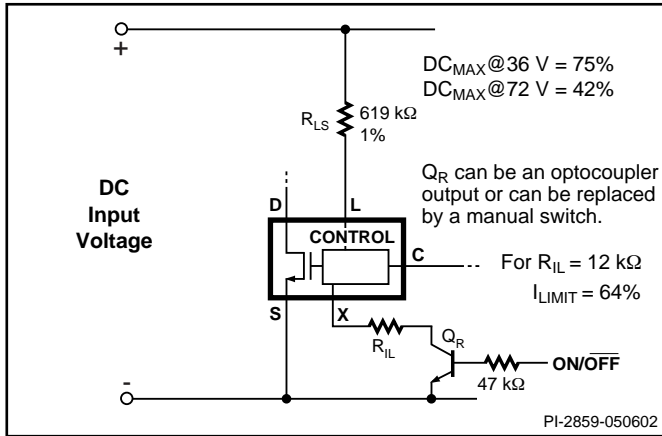 +
DC_MAX@36 V = 75%
DC_MAX@72 V = 42%
R_LS
619 kΩ
1%
Q_R can be an optocoupler
output or can be replaced
by a manual switch.
DC
Input
Voltage
D
L
CONTROL
C
For R_IL = 12 kΩ
I_LIMIT = 64%
S
X
R_IL
Q_R
47 kΩ
ON/O̅F̅F̅
-
PI-2859-050602